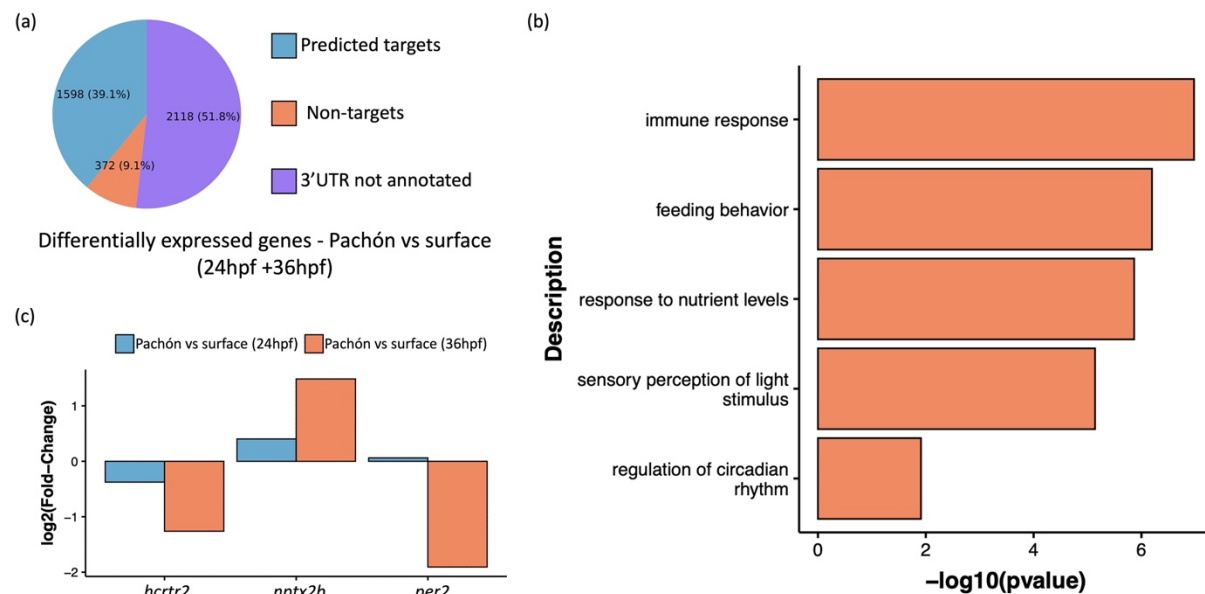 (a)
1598 (39.1%)
2118 (51.8%)
372 (9.1%)
Predicted targets
Non-targets
3'UTR not annotated
Differentially expressed genes - Pachón vs surface
(24hpf +36hpf)
(b)
Description
immune response
feeding behavior
response to nutrient levels
sensory perception of light
stimulus
regulation of circadian
rhythm
0 2 4 6
−log10(pvalue)
(c)
Pachón vs surface (24hpf) Pachón vs surface (36hpf)
log2(Fold−Change)
1
0
−1
−2
hcrtr2 nptx2b per2